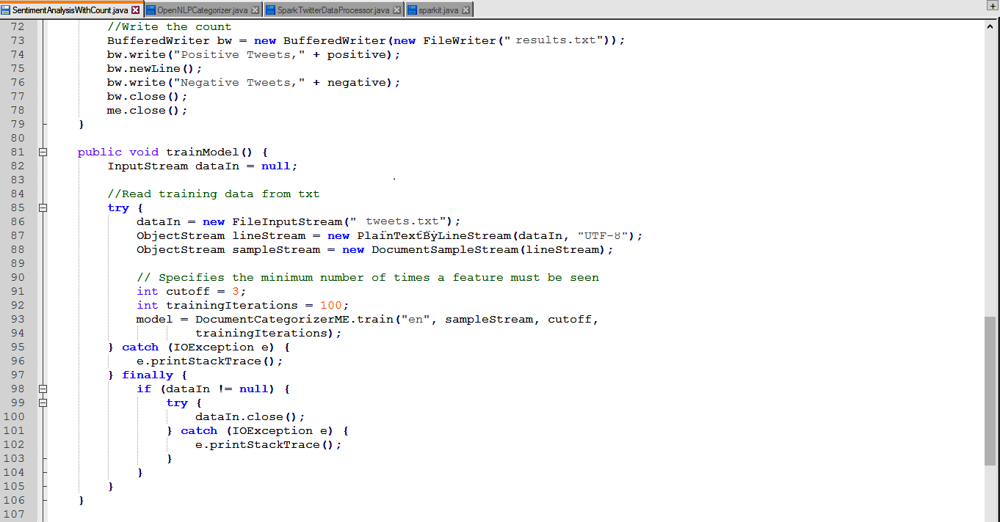 SentimentAnalysisWithCount.java OpenNLPCategorizer.java SparkTwitterDataProcessor.java sparkit.java
72 //Write the count
73 BufferedWriter bw = new BufferedWriter(new FileWriter(" results.txt"));
74 bw.write("Positive Tweets," + positive);
75 bw.newLine();
76 bw.write("Negative Tweets," + negative);
77 bw.close();
78 me.close();
79 }
80
81 public void trainModel() {
82 InputStream dataIn = null;
83
84 //Read training data from txt
85 try {
86 dataIn = new FileInputStream(" tweets.txt");
87 ObjectStream lineStream = new PlainTextByLineStream(dataIn, "UTF-8");
88 ObjectStream sampleStream = new DocumentSampleStream(lineStream);
89
90 // Specifies the minimum number of times a feature must be seen
91 int cutoff = 3;
92 int trainingIterations = 100;
93 model = DocumentCategorizerME.train("en", sampleStream, cutoff,
94 trainingIterations);
95 } catch (IOException e) {
96 e.printStackTrace();
97 } finally {
98 if (dataIn != null) {
99 try {
100 dataIn.close();
101 } catch (IOException e) {
102 e.printStackTrace();
103 }
104 }
105 }
106 }
107